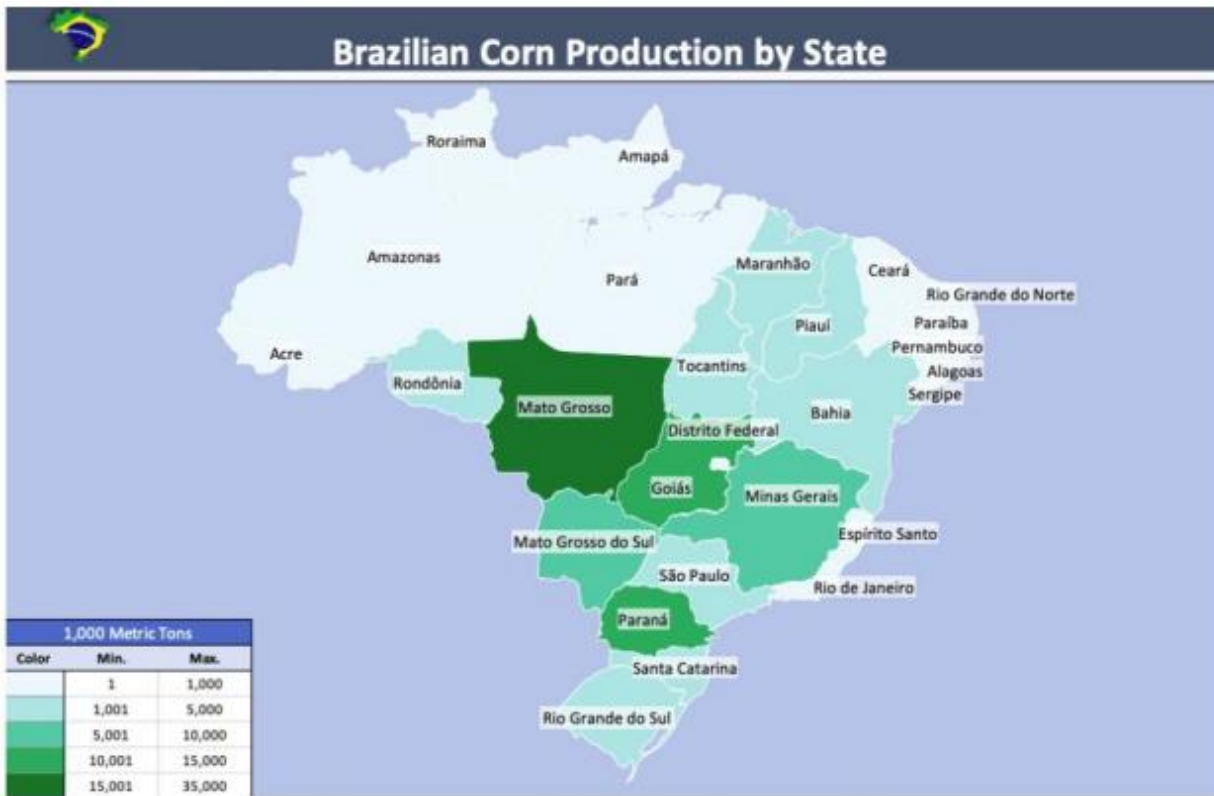 Brazilian Corn Production by State
Roraima
Amapá
Amazonas
Pará
Maranhão
Ceará
Rio Grande do Norte
Piauí
Paraíba
Pernambuco
Acre
Tocantins
Alagoas
Rondônia
Sergipe
Mato Grosso
Bahia
Distrito Federal
Goiás
Minas Gerais
Mato Grosso do Sul
Espírito Santo
São Paulo
Rio de Janeiro
Paraná
Santa Catarina
Rio Grande do Sul
1,000 Metric Tons
Color Min. Max.
1 1,000
1,001 5,000
5,001 10,000
10,001 15,000
15,001 35,000